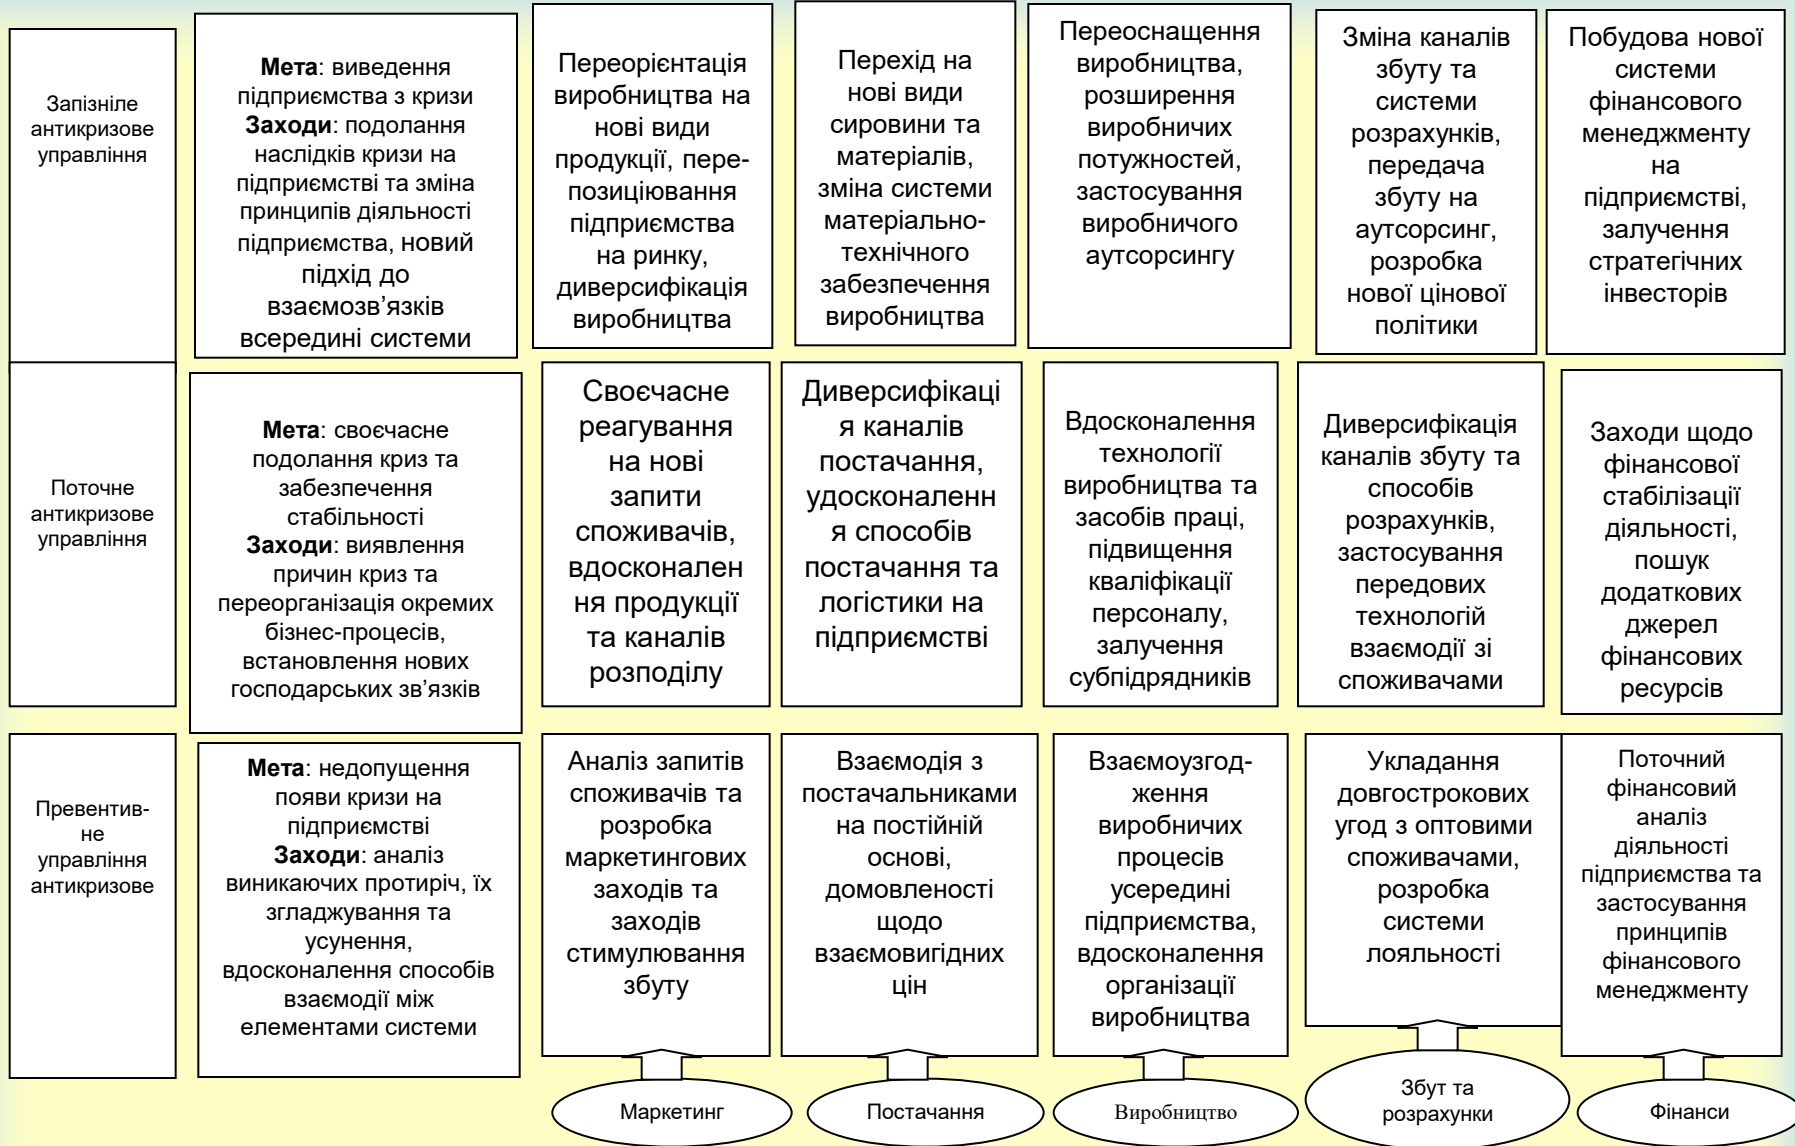 Запізніле
антикризове
управління
Мета: виведення
підприємства з кризи
Заходи: подолання
наслідків кризи на
підприємстві та зміна
принципів діяльності
підприємства, новий
підхід до
взаємозв’язків
всередині системи
Переорієнтація
виробництва на
нові види
продукції, пере-
позиціювання
підприємства
на ринку,
диверсифікація
виробництва
Перехід на
нові види
сировини та
матеріалів,
зміна системи
матеріально-
технічного
забезпечення
виробництва
Переоснащення
виробництва,
розширення
виробничих
потужностей,
застосування
виробничого
аутсорсингу
Зміна каналів
збуту та
системи
розрахунків,
передача
збуту на
аутсорсинг,
розробка
нової цінової
політики
Побудова нової
системи
фінансового
менеджменту
на
підприємстві,
залучення
стратегічних
інвесторів
Поточне
антикризове
управління
Мета: своєчасне
подолання криз та
забезпечення
стабільності
Заходи: виявлення
причин криз та
переорганізація окремих
бізнес-процесів,
встановлення нових
господарських зв’язків
Своєчасне
реагування
на нові
запити
споживачів,
вдосконален
ня продукції
та каналів
розподілу
Диверсифікаці
я каналів
постачання,
удосконаленн
я способів
постачання та
логістики на
підприємстві
Вдосконалення
технології
виробництва та
засобів праці,
підвищення
кваліфікації
персоналу,
залучення
субпідрядників
Диверсифікація
каналів збуту та
способів
розрахунків,
застосування
передових
технологій
взаємодії зі
споживачами
Заходи щодо
фінансової
стабілізації
діяльності,
пошук
додаткових
джерел
фінансових
ресурсів
Превентив-
не
управління
антикризове
Мета: недопущення
появи кризи на
підприємстві
Заходи: аналіз
виникаючих протиріч, їх
згладжування та
усунення,
вдосконалення способів
взаємодії між
елементами системи
Аналіз запитів
споживачів та
розробка
маркетингових
заходів та
заходів
стимулювання
збуту
Взаємодія з
постачальниками
на постійній
основі,
домовленості
щодо
взаємовигідних
цін
Взаємоузгод-
ження
виробничих
процесів
усередині
підприємства,
вдосконалення
організації
виробництва
Укладання
довгострокових
угод з оптовими
споживачами,
розробка
системи
лояльності
Поточний
фінансовий
аналіз
діяльності
підприємства та
застосування
принципів
фінансового
менеджменту
Маркетинг
Постачання
Виробництво
Збут та
розрахунки
Фінанси